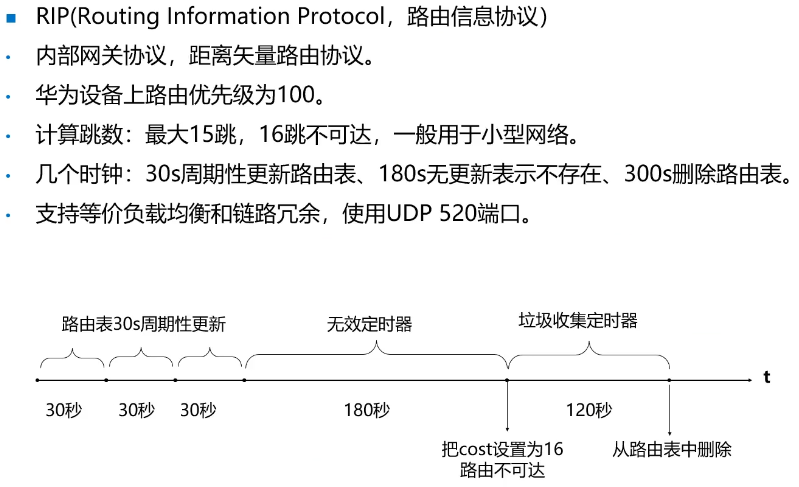 RIP(Routing Information Protocol，路由信息协议）
内部网关协议，距离矢量路由协议。
华为设备上路由优先级为100。
计算跳数：最大15跳，16跳不可达，一般用于小型网络。
几个时钟：30s周期性更新路由表、180s无更新表示不存在、300s删除路由表。
支持等价负载均衡和链路冗余，使用UDP 520端口。
路由表30s周期性更新
无效定时器
垃圾收集定时器
t
30秒
30秒
30秒
180秒
120秒
把cost设置为16
路由不可达
从路由表中删除